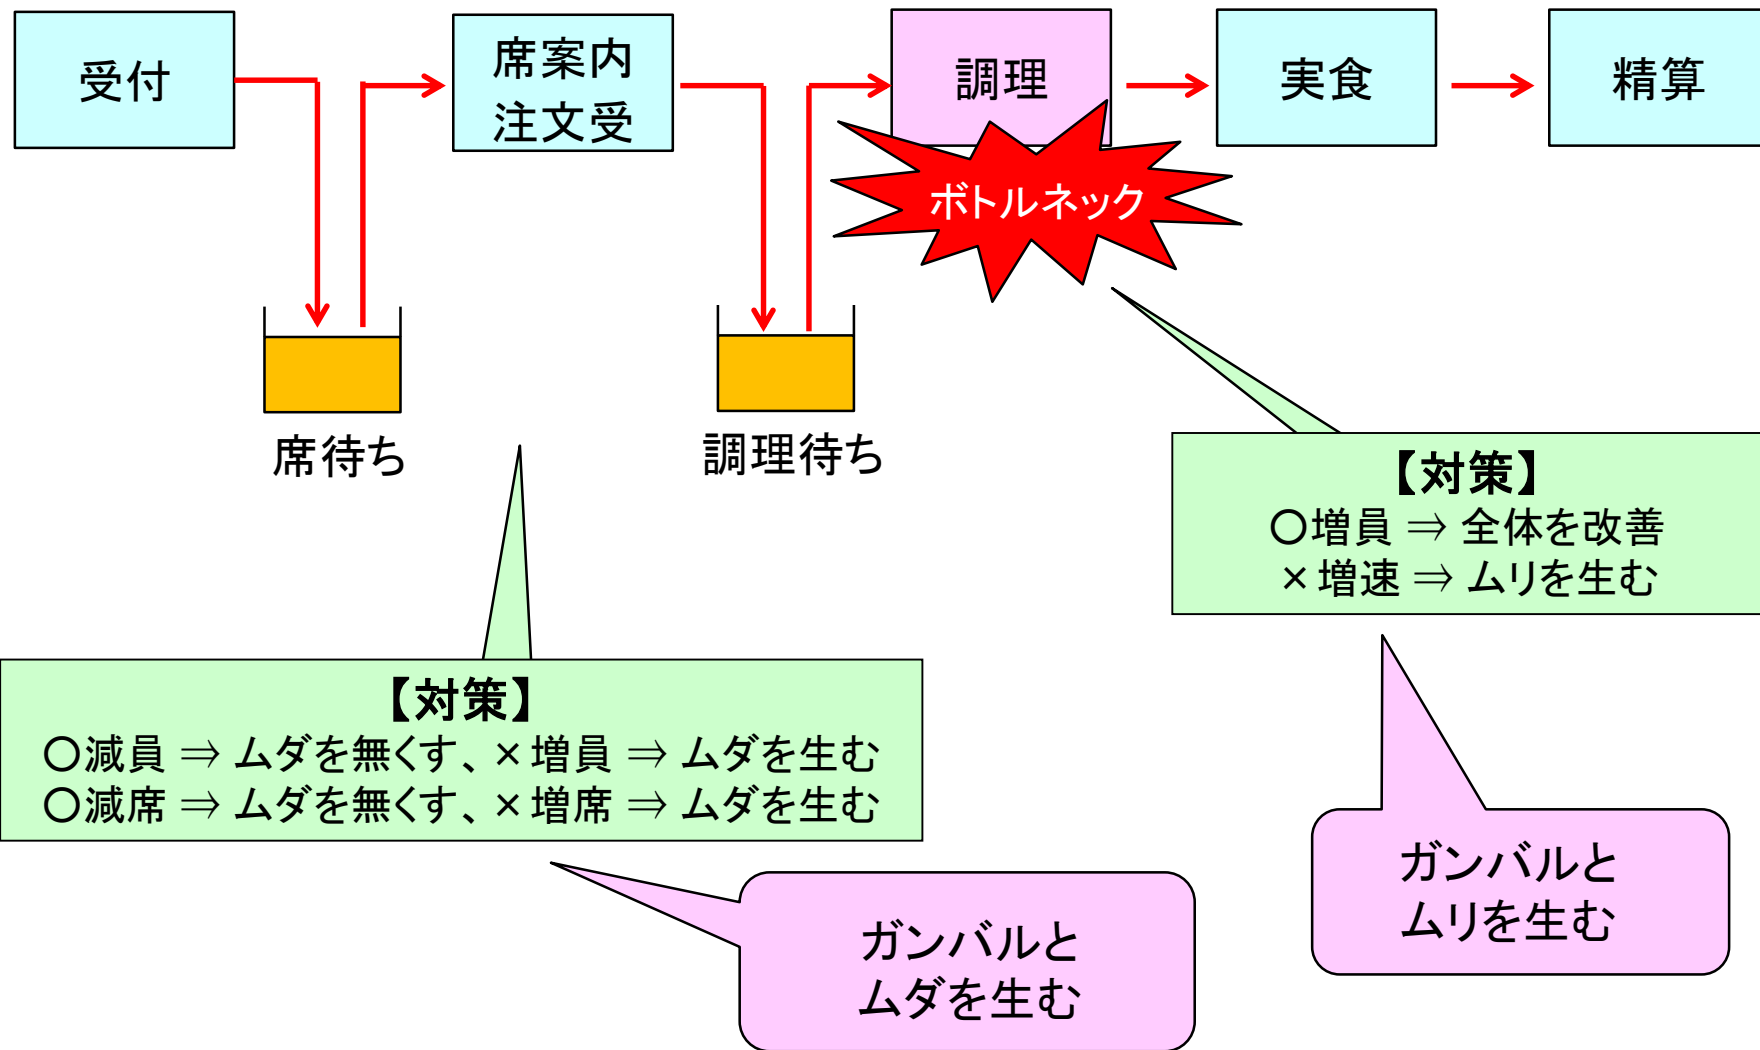 受付
席案内
注文受
調理
実食
精算
ボトルネック
席待ち
調理待ち
【対策】
〇増員 ⇒ 全体を改善
×増速 ⇒ ムリを生む
【対策】
〇減員 ⇒ ムダを無くす、×増員 ⇒ ムダを生む
〇減席 ⇒ ムダを無くす、×増席 ⇒ ムダを生む
ガンバルと
ムリを生む
ガンバルと
ムダを生む